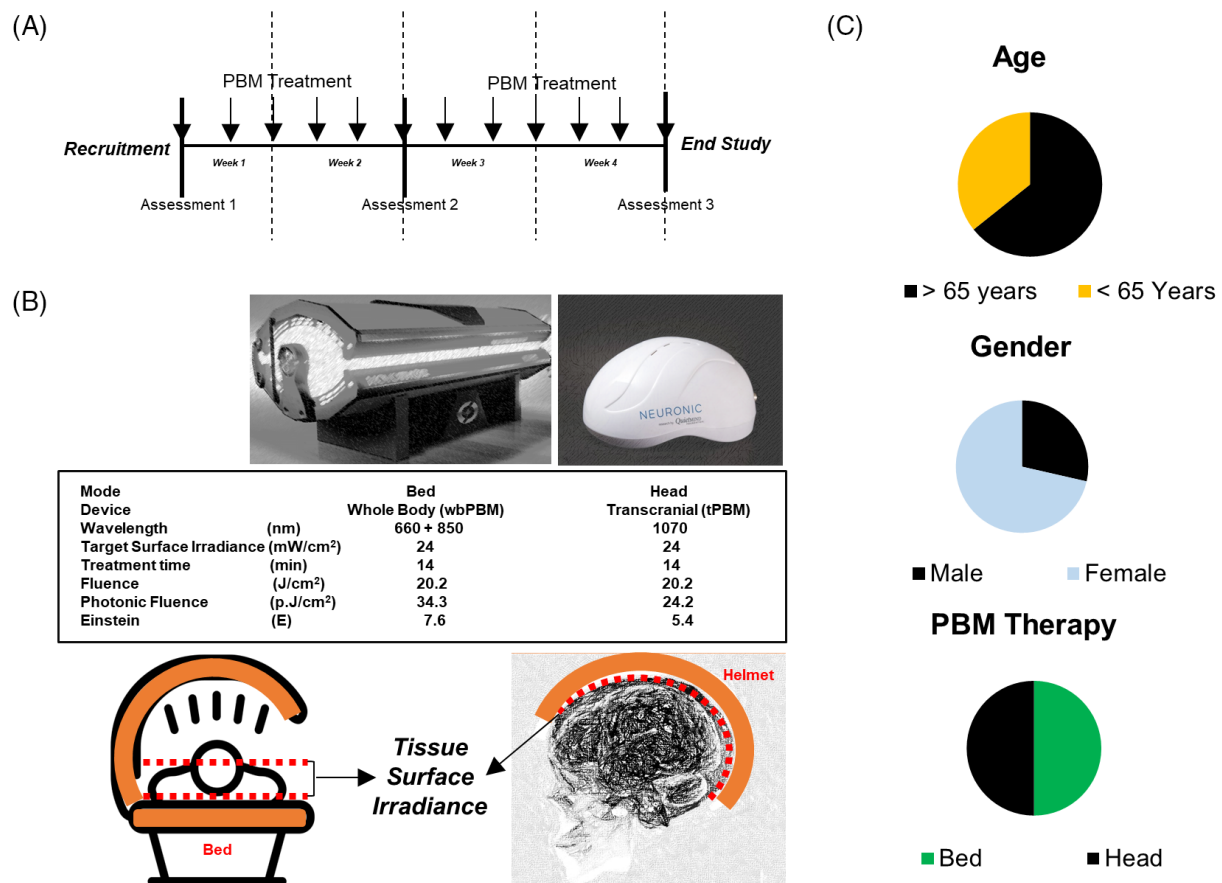 (A)
PBM Treatment
PBM Treatment
Recruitment
End Study
Week 1
Week 2
Week 3
Week 4
Assessment 1
Assessment 2
Assessment 3
(B)
NEURONIC
Mode Bed Head
Device Whole Body (wbPBM) Transcranial (tPBM)
Wavelength (nm) 660 + 850 1070
Target Surface Irradiance (mW/cm²) 24 24
Treatment time (min) 14 14
Fluence (J/cm²) 20.2 20.2
Photonic Fluence (p.J/cm²) 34.3 24.2
Einstein (E) 7.6 5.4
Bed
Tissue
Surface
Irradiance
Helmet
(C)
Age
> 65 years < 65 Years
Gender
Male Female
PBM Therapy
Bed Head